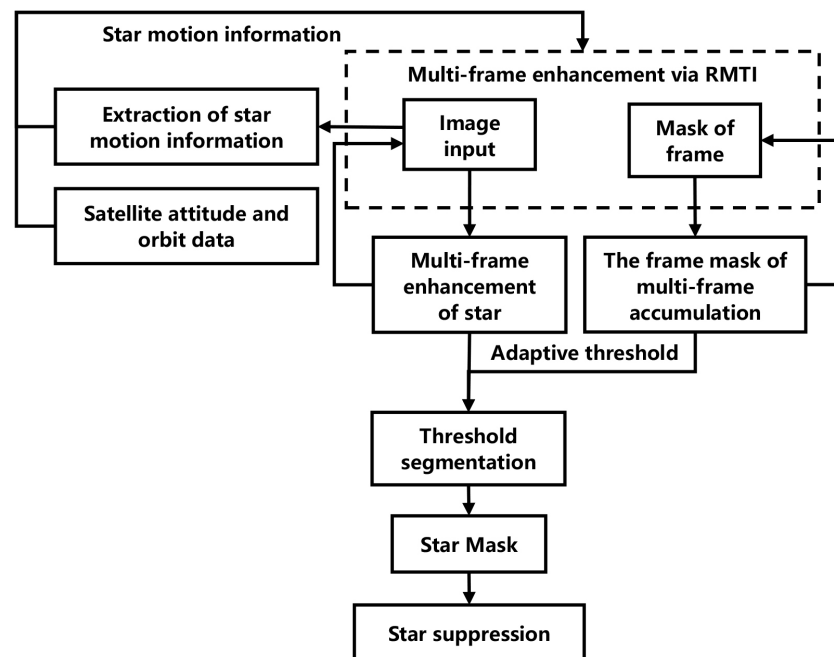 Star motion information
Multi-frame enhancement via RMTI
Extraction of star
motion information
Image
input
Mask of
frame
Satellite attitude and
orbit data
Multi-frame
enhancement
of star
The frame mask of
multi-frame
accumulation
Adaptive threshold
Threshold
segmentation
Star Mask
Star suppression